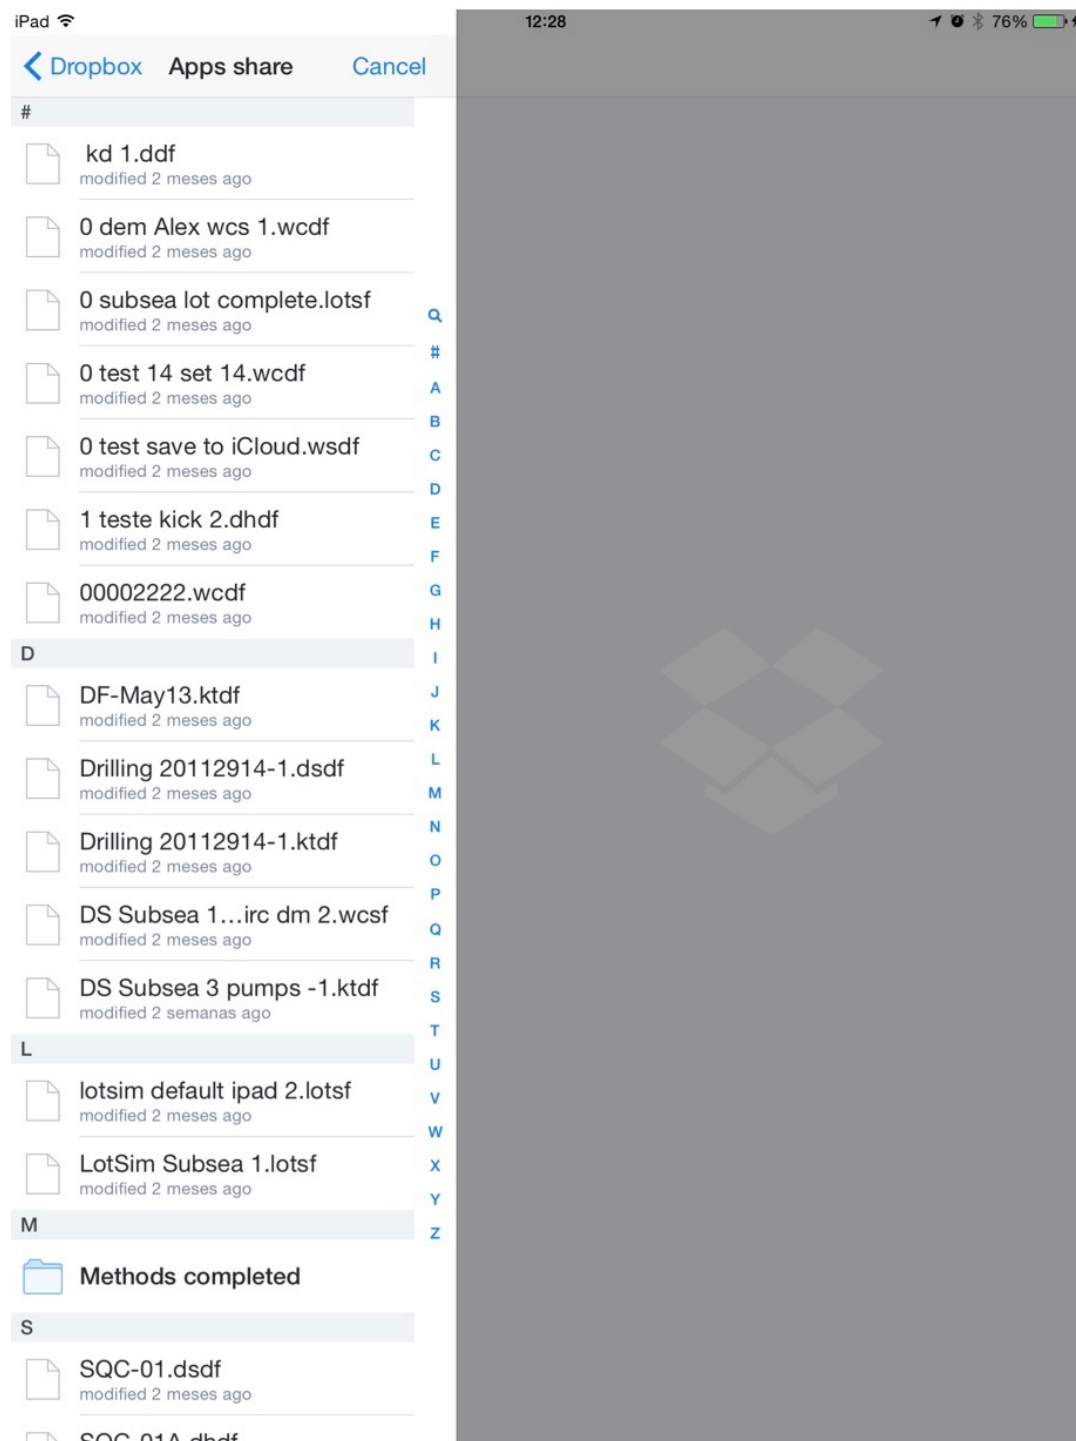 iPad 12:28 76%
Dropbox Apps share Cancel
#
kd 1.ddf
modified 2 meses ago
0 dem Alex wcs 1.wcdf
modified 2 meses ago
0 subsea lot complete.lotsf
modified 2 meses ago
0 test 14 set 14.wcdf
modified 2 meses ago
0 test save to iCloud.wsdf
modified 2 meses ago
1 teste kick 2.dhdf
modified 2 meses ago
00002222.wcdf
modified 2 meses ago
D
DF-May13.ktdf
modified 2 meses ago
Drilling 20112914-1.dsdf
modified 2 meses ago
Drilling 20112914-1.ktdf
modified 2 meses ago
DS Subsea 1...irc dm 2.wcsf
modified 2 meses ago
DS Subsea 3 pumps -1.ktdf
modified 2 semanas ago
L
lotsim default ipad 2.lotsf
modified 2 meses ago
LotSim Subsea 1.lotsf
modified 2 meses ago
M
Methods completed
S
SQC-01.dsdf
modified 2 meses ago
SQC-01A.dhdf
#
A
B
C
D
E
F
G
H
I
J
K
L
M
N
O
P
Q
R
S
T
U
V
W
X
Y
Z